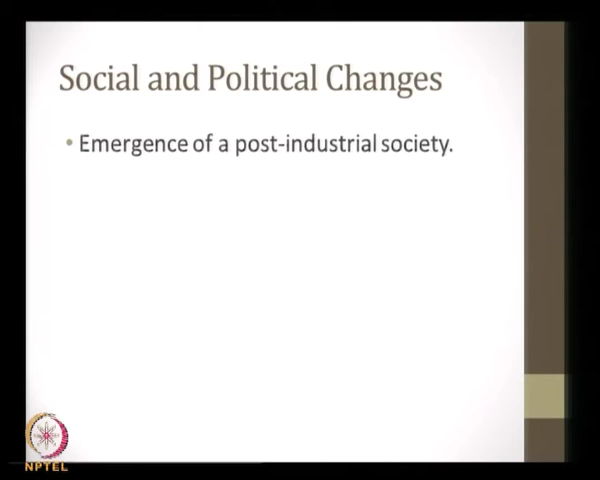 Social and Political Changes
• Emergence of a post-industrial society.
NPTEL